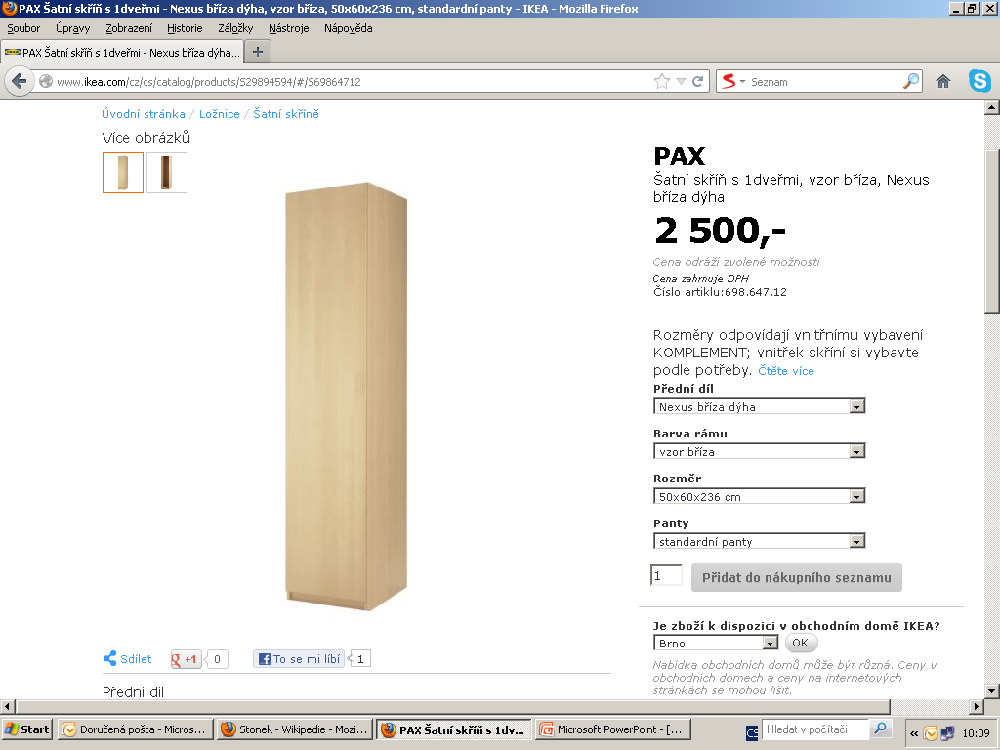 PAX Šatní skříň s 1dveřmi - Nexus bříza dýha, vzor bříza, 50x60x236 cm, standardní panty - IKEA - Mozilla Firefox
Soubor Úpravy Zobrazení Historie Záložky Nástroje Nápověda
PAX Šatní skříň s 1dveřmi - Nexus bříza dýha... +
www.ikea.com/cz/cs/catalog/products/S29894594/#/S69864712 Seznam
Úvodní stránka / Ložnice / Šatní skříně
Více obrázků
PAX
Šatní skříň s 1dveřmi, vzor bříza, Nexus
bříza dýha
2 500,-
Cena odráží zvolené možnosti
Cena zahrnuje DPH
Číslo artiklu:698.647.12
Rozměry odpovídají vnitřnímu vybavení
KOMPLEMENT; vnitřek skříní si vybavte
podle potřeby. Čtěte více
Přední díl
Nexus bříza dýha
Barva rámu
vzor bříza
Rozměr
50x60x236 cm
Panty
standardní panty
1 Přidat do nákupního seznamu
Je zboží k dispozici v obchodním domě IKEA?
Brno OK
Nabídka obchodních domů může být různá. Ceny v
obchodních domech a ceny na internetových
stránkách se mohou lišit.
Sdílet g +1 0 To se mi líbí 1
Přední díl
Start Doručená pošta - Micros... Stonek - Wikipedie - Mozi... PAX Šatní skříň s 1dv... Microsoft PowerPoint - [... CS Hledat v počítači « 10:09